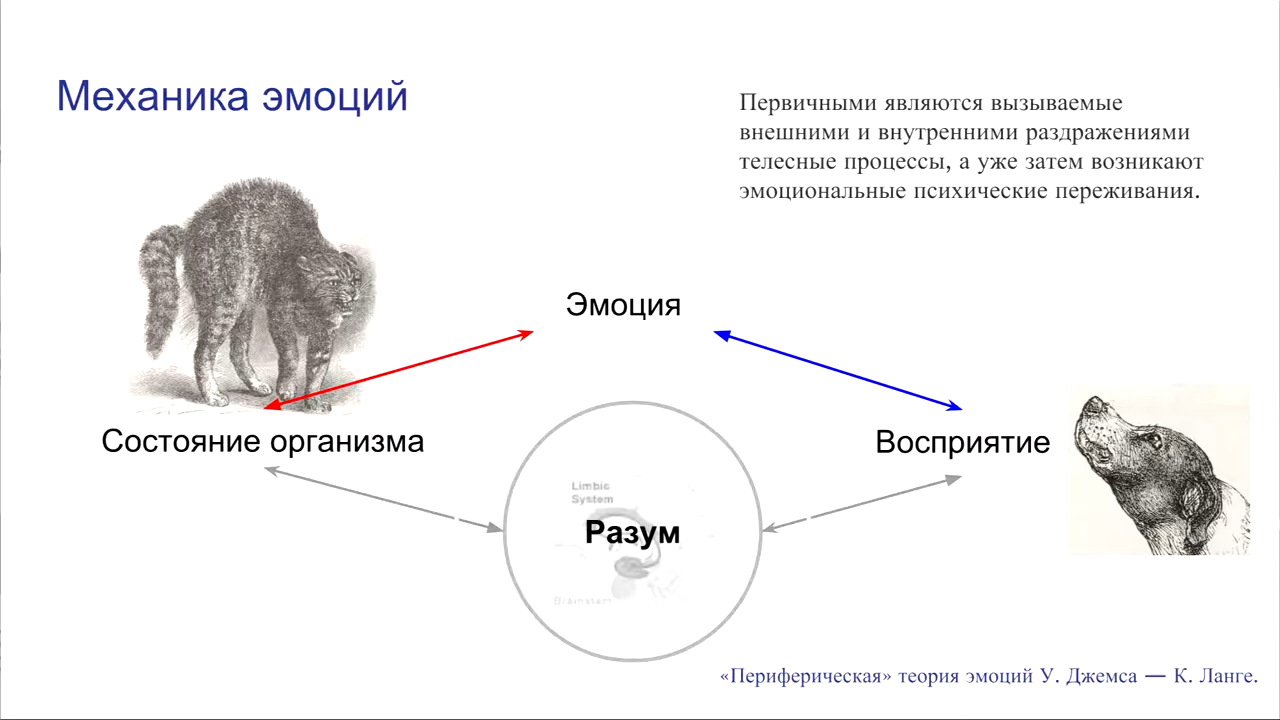 Механика эмоций
Первичными являются вызываемые
внешними и внутренними раздражениями
телесные процессы, а уже затем возникают
эмоциональные психические переживания.
Эмоция
Состояние организма
Восприятие
Limbic
System
Разум
Brainstem
«Периферическая» теория эмоций У. Джемса — К. Ланге.